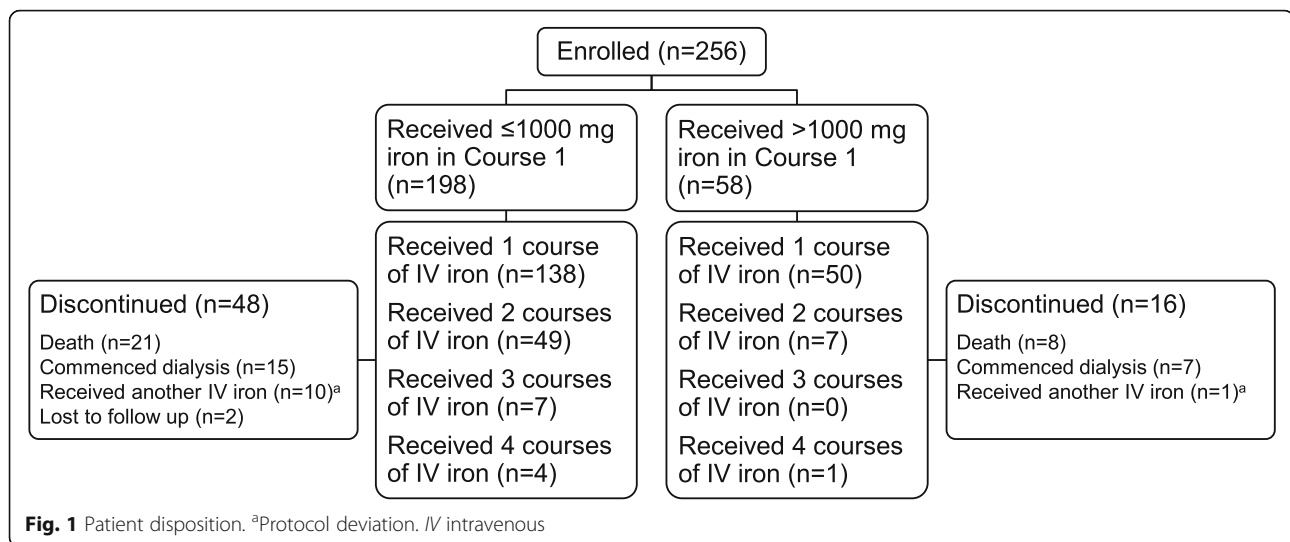 Enrolled (n=256)
Received ≤1000 mg
iron in Course 1
(n=198)
Received >1000 mg
iron in Course 1
(n=58)
Received 1 course
of IV iron (n=138)
Received 2 courses
of IV iron (n=49)
Received 3 courses
of IV iron (n=7)
Received 4 courses
of IV iron (n=4)
Received 1 course
of IV iron (n=50)
Received 2 courses
of IV iron (n=7)
Received 3 courses
of IV iron (n=0)
Received 4 courses
of IV iron (n=1)
Discontinued (n=48)
Death (n=21)
Commenced dialysis (n=15)
Received another IV iron (n=10)ᵃ
Lost to follow up (n=2)
Discontinued (n=16)
Death (n=8)
Commenced dialysis (n=7)
Received another IV iron (n=1)ᵃ
Fig. 1 Patient disposition. ᵃProtocol deviation. IV intravenous